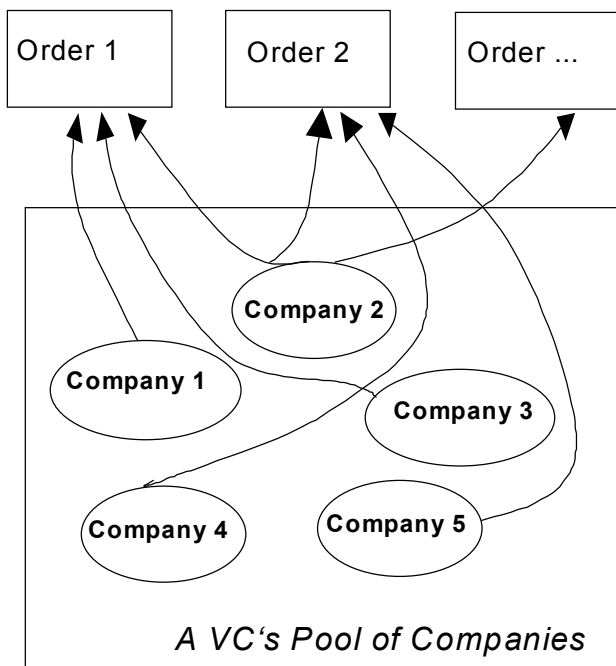 Order 1
Order 2
Order ...
Company 2
Company 1
Company 3
Company 4
Company 5
A VC‘s Pool of Companies